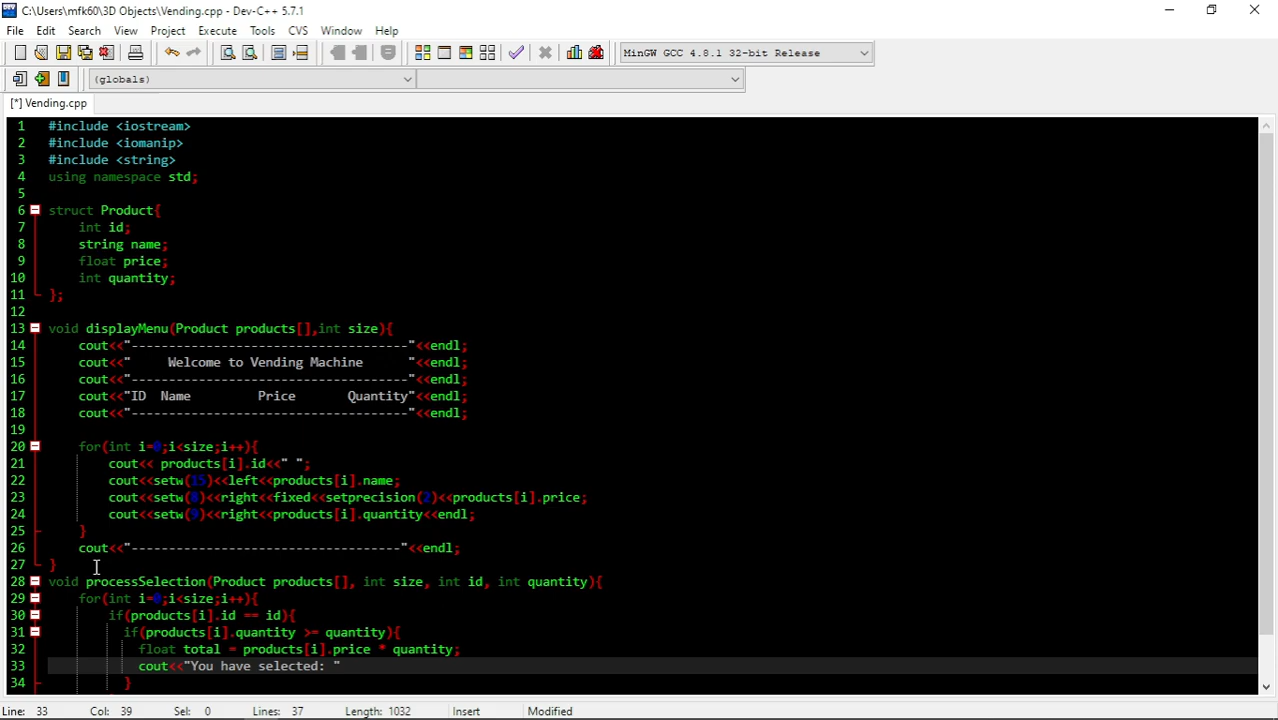 C:\Users\mfk60\3D Objects\Vending.cpp - Dev-C++ 5.7.1
File Edit Search View Project Execute Tools CVS Window Help
MinGW GCC 4.8.1 32-bit Release
(globals)
[*] Vending.cpp
1 #include <iostream>
2 #include <iomanip>
3 #include <string>
4 using namespace std;
5
6 struct Product{
7 int id;
8 string name;
9 float price;
10 int quantity;
11 };
12
13 void displayMenu(Product products[],int size){
14 cout<<"-------------------------------------"<<endl;
15 cout<<"     Welcome to Vending Machine      "<<endl;
16 cout<<"-------------------------------------"<<endl;
17 cout<<"ID  Name         Price       Quantity"<<endl;
18 cout<<"-------------------------------------"<<endl;
19
20 for(int i=0;i<size;i++){
21 cout<< products[i].id<<" ";
22 cout<<setw(15)<<left<<products[i].name;
23 cout<<setw(8)<<right<<fixed<<setprecision(2)<<products[i].price;
24 cout<<setw(9)<<right<<products[i].quantity<<endl;
25 }
26 cout<<"------------------------------------"<<endl;
27 }
28 void processSelection(Product products[], int size, int id, int quantity){
29 for(int i=0;i<size;i++){
30 if(products[i].id == id){
31 if(products[i].quantity >= quantity){
32 float total = products[i].price * quantity;
33 cout<<"You have selected: "
34 }
Line: 33 Col: 39 Sel: 0 Lines: 37 Length: 1032 Insert Modified